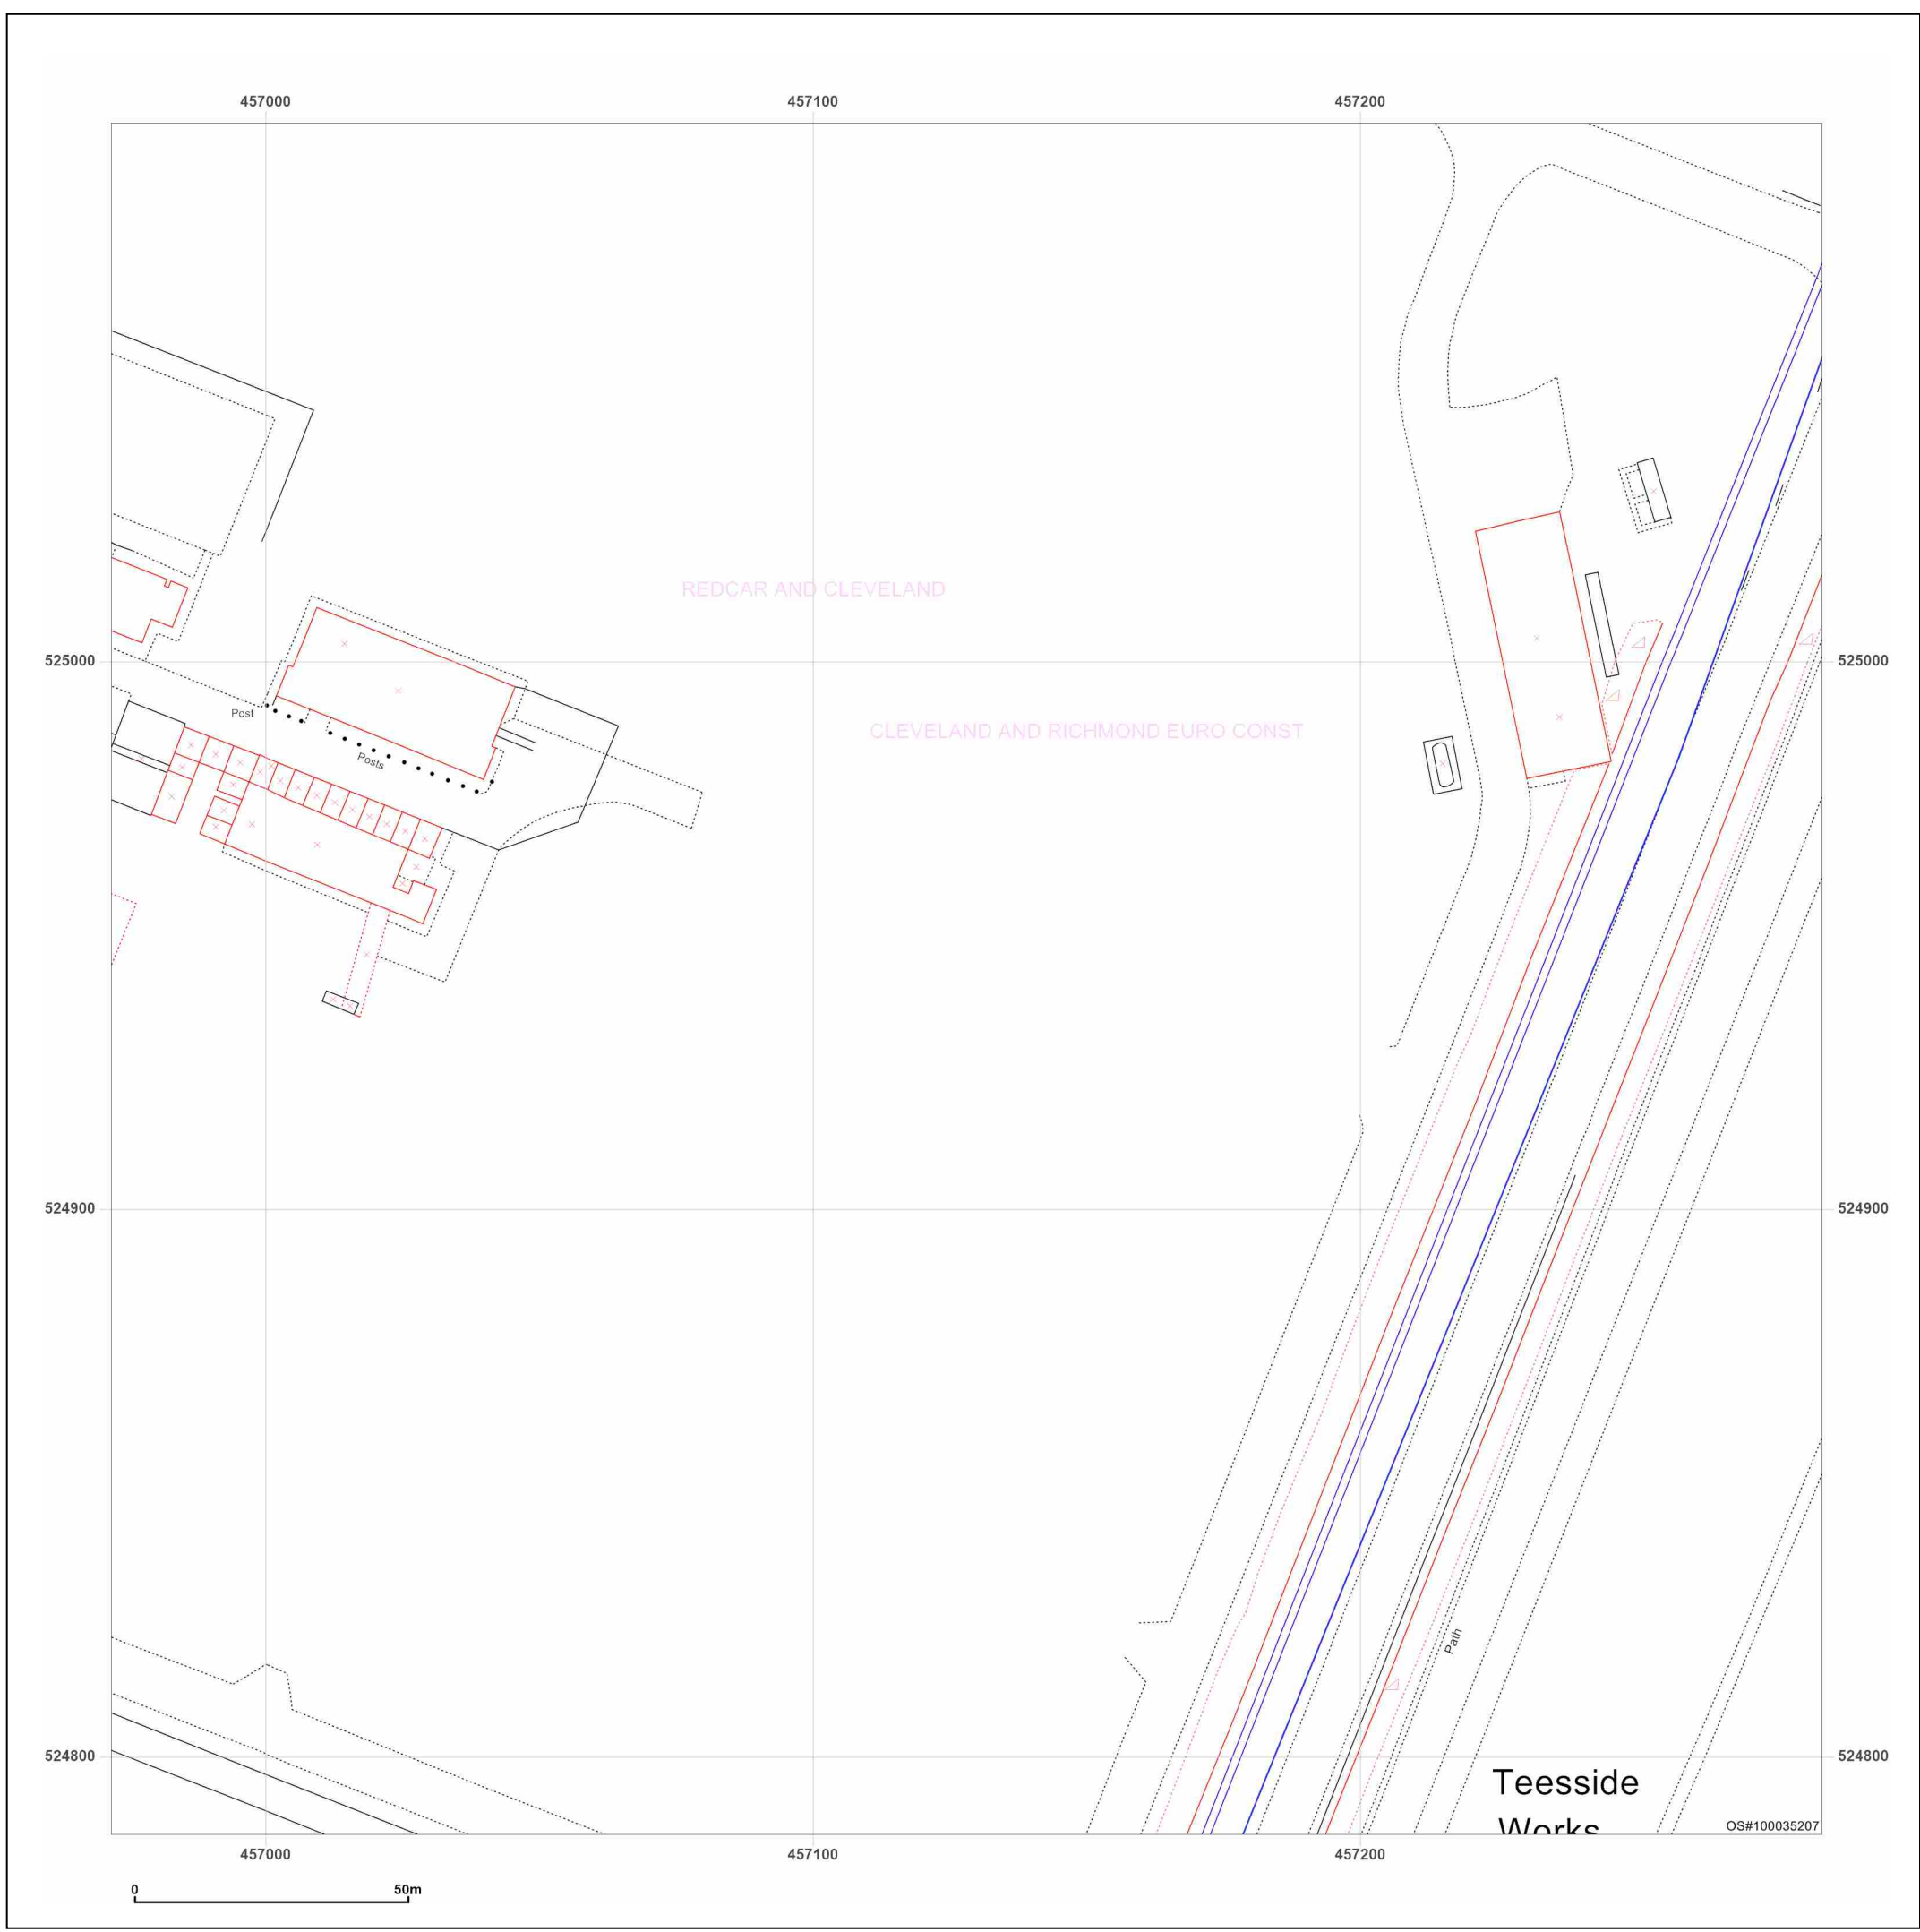 457000
457100
457200
REDCAR AND CLEVELAND
525000
525000
Post
CLEVELAND AND RICHMOND EURO CONST
Posts
524900
524900
Path
524800
524800
Teesside
Works
OS#100035207
457000
457100
457200
0
50m